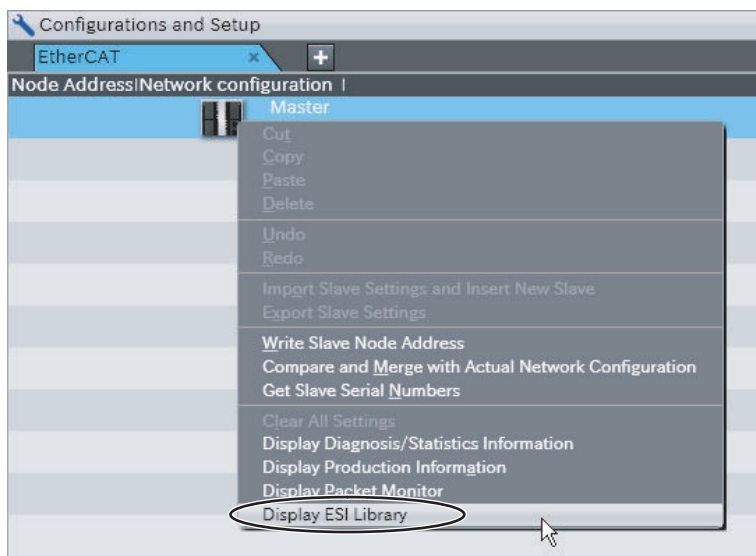 Configurations and Setup
EtherCAT × +
Node Address|Network configuration |
Master
Cut
Copy
Paste
Delete
Undo
Redo
Import Slave Settings and Insert New Slave
Export Slave Settings
Write Slave Node Address
Compare and Merge with Actual Network Configuration
Get Slave Serial Numbers
Clear All Settings
Display Diagnosis/Statistics Information
Display Production Information
Display Packet Monitor
Display ESI Library